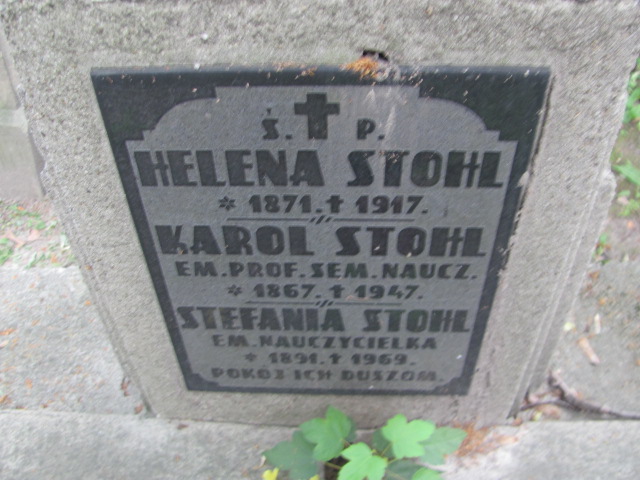 Ś. P.
HELENA STOHL
* 1871. † 1917.
KAROL STOHL
EM. PROF. SEM. NAUCZ.
* 1867. † 1947.
STEFANIA STOHL
EM. NAUCZYCIELKA
* 1891. † 1969.
POKÓJ ICH DUSZOM